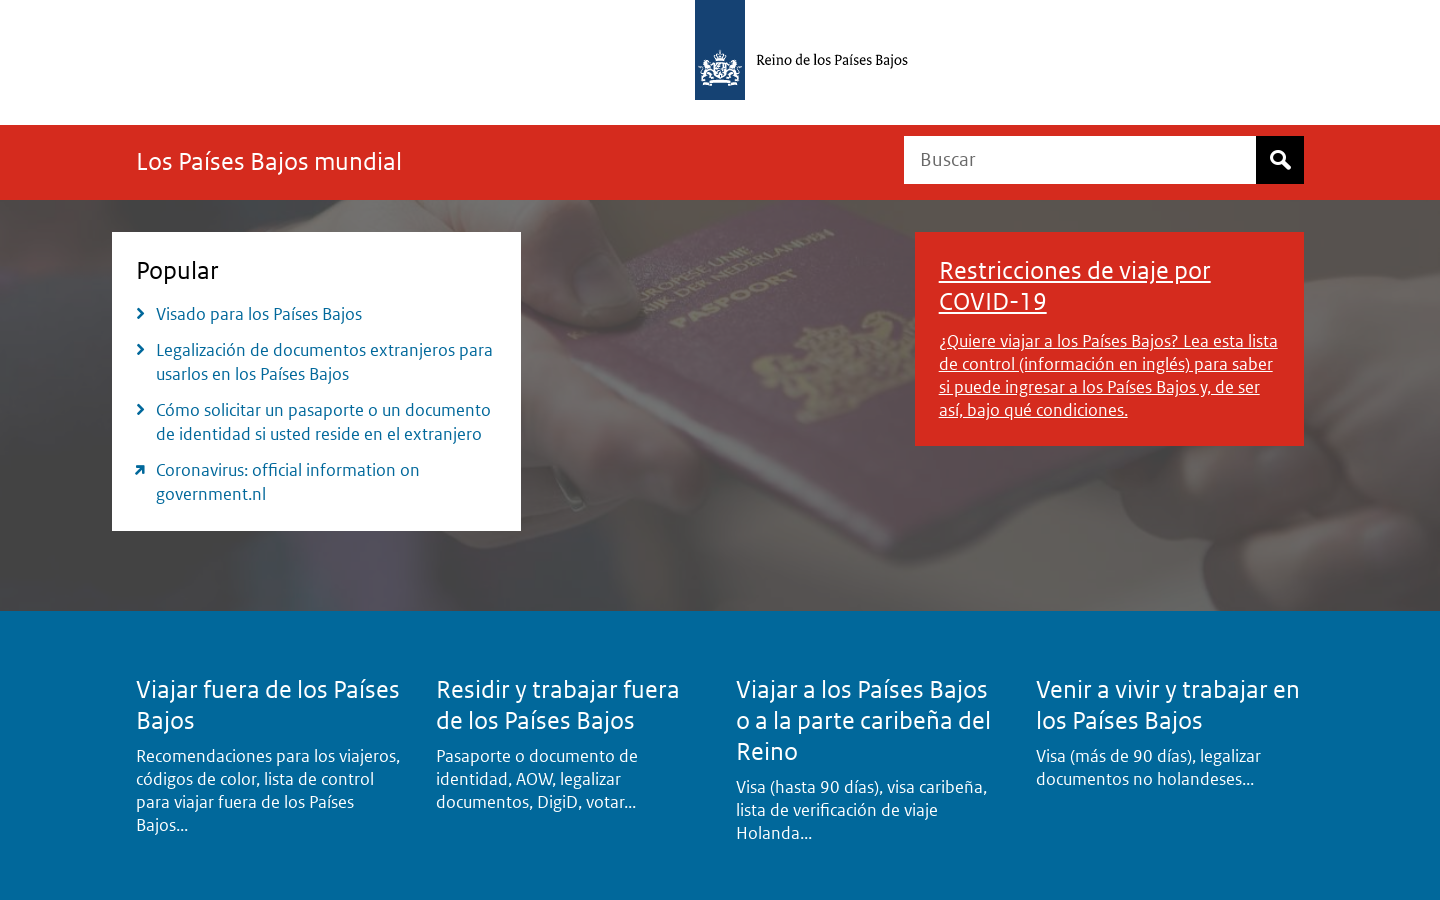 Reino de los Países Bajos
Los Países Bajos mundial
Buscar
Popular
Visado para los Países Bajos
Legalización de documentos extranjeros para
usarlos en los Países Bajos
Cómo solicitar un pasaporte o un documento
de identidad si usted reside en el extranjero
Coronavirus: official information on
government.nl
EUROPESE UNIE
KONINKRIJK DER NEDERLANDEN
PASPOORT
Restricciones de viaje por
COVID-19
¿Quiere viajar a los Países Bajos? Lea esta lista
de control (información en inglés) para saber
si puede ingresar a los Países Bajos y, de ser
así, bajo qué condiciones.
Viajar fuera de los Países
Bajos
Recomendaciones para los viajeros,
códigos de color, lista de control
para viajar fuera de los Países
Bajos...
Residir y trabajar fuera
de los Países Bajos
Pasaporte o documento de
identidad, AOW, legalizar
documentos, DigiD, votar...
Viajar a los Países Bajos
o a la parte caribeña del
Reino
Visa (hasta 90 días), visa caribeña,
lista de verificación de viaje
Holanda...
Venir a vivir y trabajar en
los Países Bajos
Visa (más de 90 días), legalizar
documentos no holandeses...